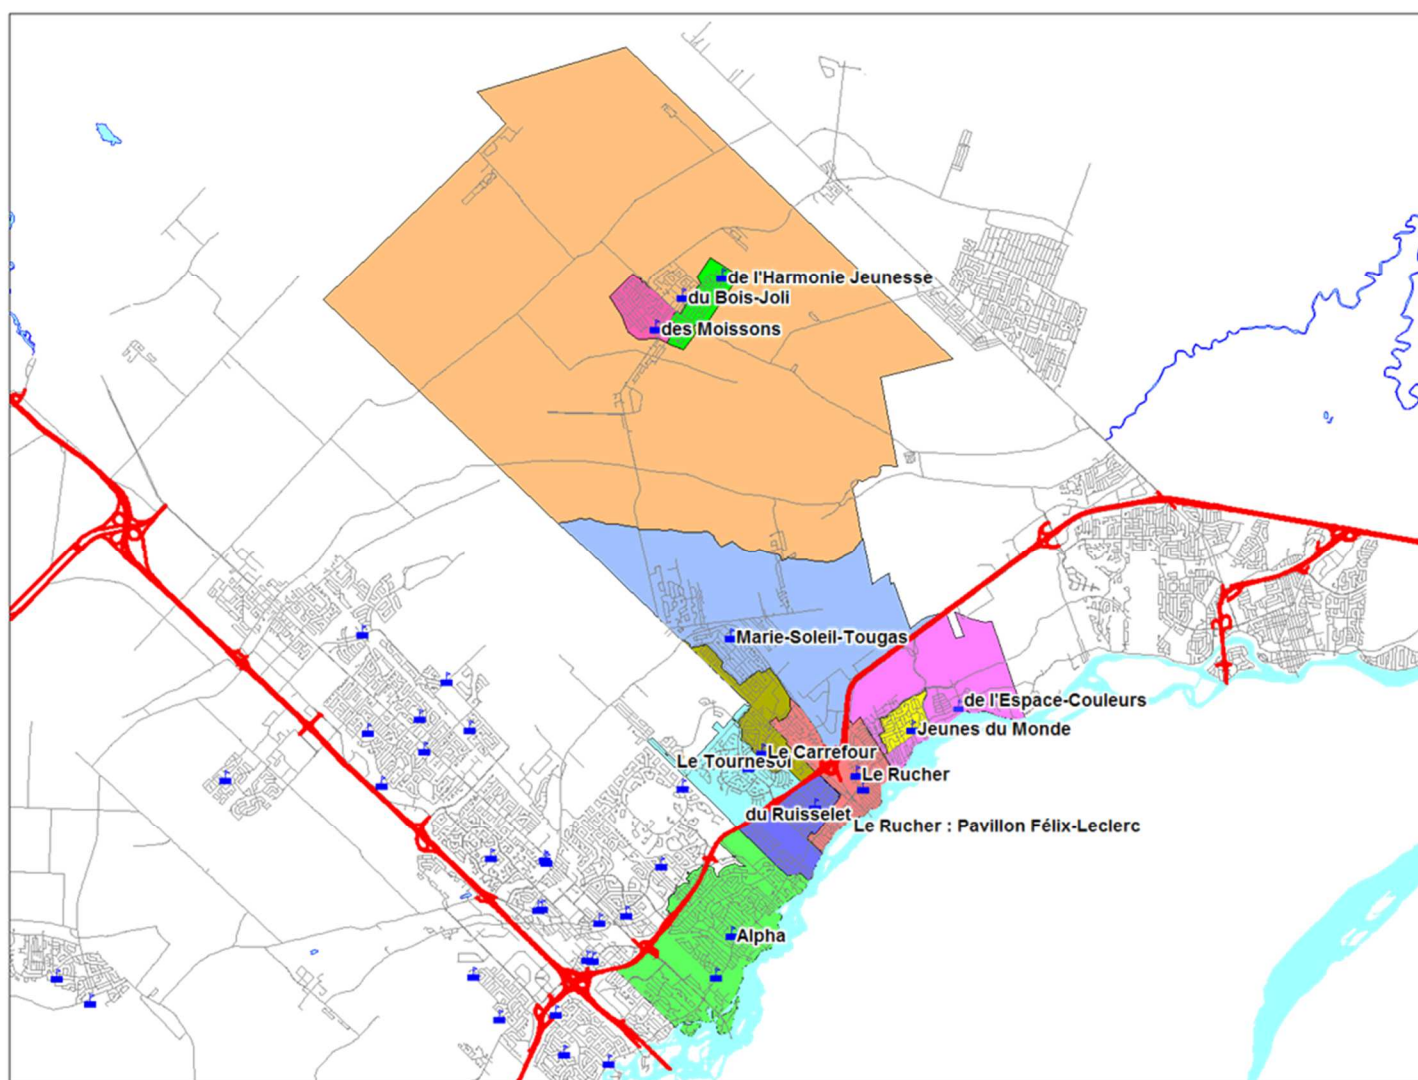 de l'Harmonie Jeunesse
du Bois-Joli
des Moissons
Marie-Soleil-Tougas
de l'Espace-Couleurs
Jeunes du Monde
Le Carrefour
Le Tournesol
Le Rucher
du Ruisselet
Le Rucher : Pavillon Félix-Leclerc
Alpha